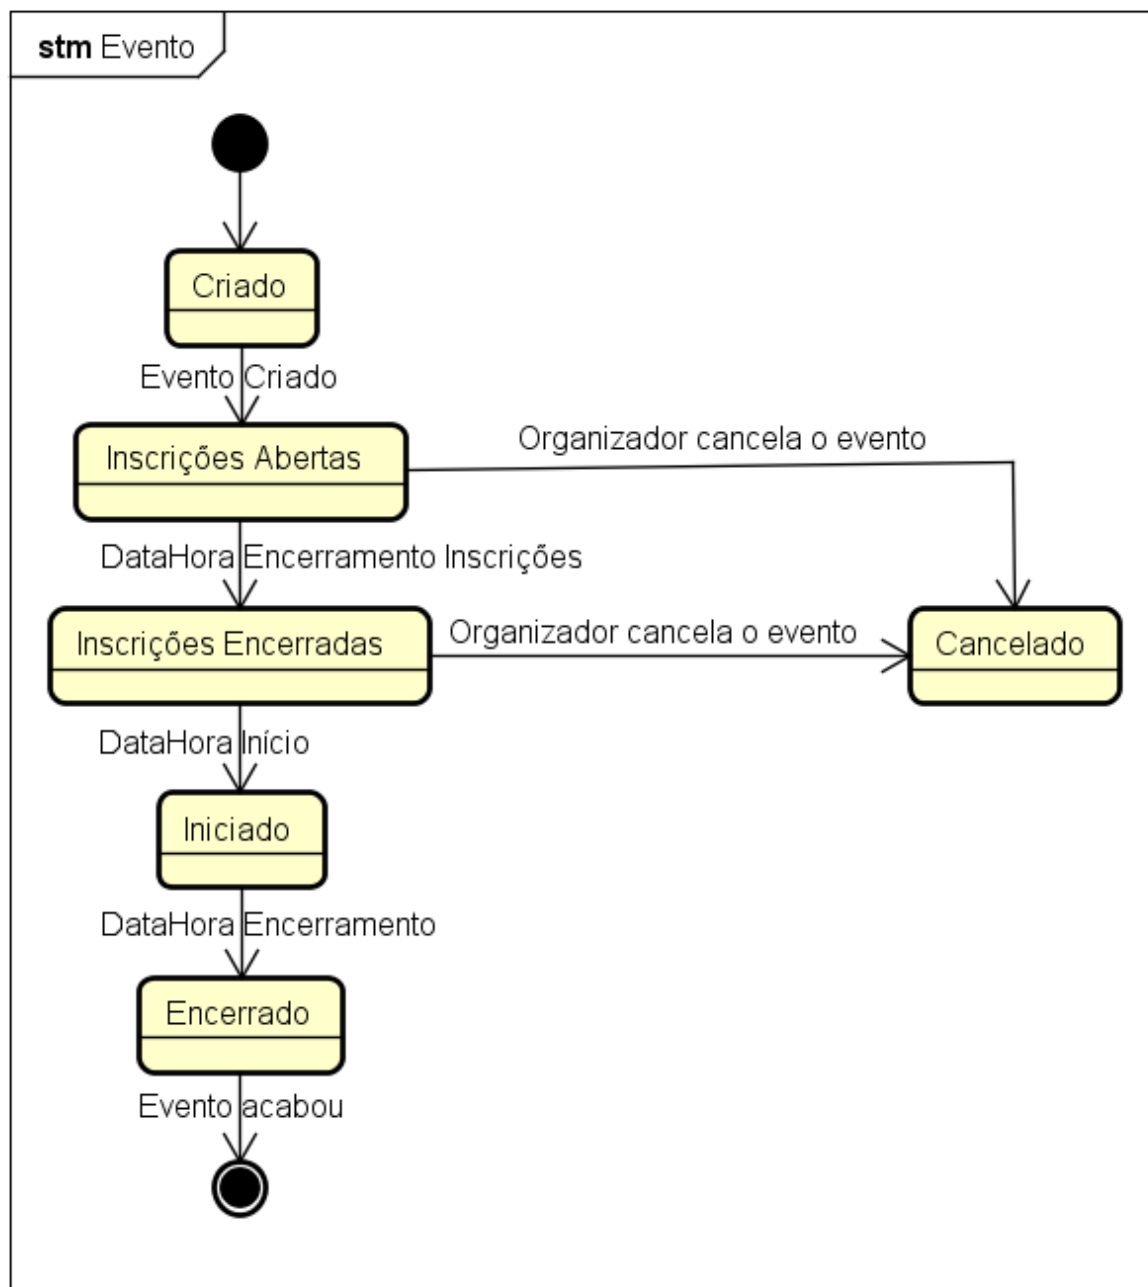 stm Evento
Criado
Evento Criado
Inscrições Abertas
Organizador cancela o evento
DataHora Encerramento Inscrições
Inscrições Encerradas
Organizador cancela o evento
Cancelado
DataHora Início
Iniciado
DataHora Encerramento
Encerrado
Evento acabou